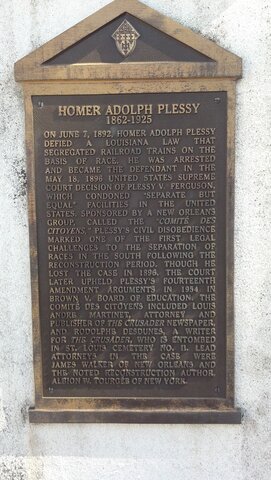 HOMER ADOLPH PLESSY
1862-1925
ON JUNE 7, 1892, HOMER ADOLPH PLESSY
DEFIED A LOUISIANA LAW THAT
SEGREGATED RAILROAD TRAINS ON THE
BASIS OF RACE. HE WAS ARRESTED
AND BECAME THE DEFENDANT IN THE
MAY 18, 1896 UNITED STATES SUPREME
COURT DECISION OF PLESSY V. FERGUSON,
WHICH CONDONED "SEPARATE BUT
EQUAL" FACILITIES IN THE UNITED
STATES. SPONSORED BY A NEW ORLEANS
GROUP CALLED THE "COMITÉ DES
CITOYENS," PLESSY'S CIVIL DISOBEDIENCE
MARKED ONE OF THE FIRST LEGAL
CHALLENGES TO THE SEPARATION OF
RACES IN THE SOUTH FOLLOWING THE
RECONSTRUCTION PERIOD. THOUGH HE
LOST THE CASE IN 1896, THE COURT
LATER UPHELD PLESSY'S FOURTEENTH
AMENDMENT ARGUMENTS IN 1954 IN
BROWN V. BOARD OF EDUCATION. THE
COMITÉ DES CITOYENS INCLUDED LOUIS
ANDRE MARTINET, ATTORNEY AND
PUBLISHER OF THE CRUSADER NEWSPAPER,
AND RODOLPHE DESDUNES, A WRITER
FOR THE CRUSADER, WHO IS ENTOMBED
IN ST. LOUIS CEMETERY NO. II. LEAD
ATTORNEYS IN THE CASE WERE
JAMES WALKER OF NEW ORLEANS AND
THE NOTED RECONSTRUCTION AUTHOR,
ALBION W. TOURGÉE OF NEW YORK.